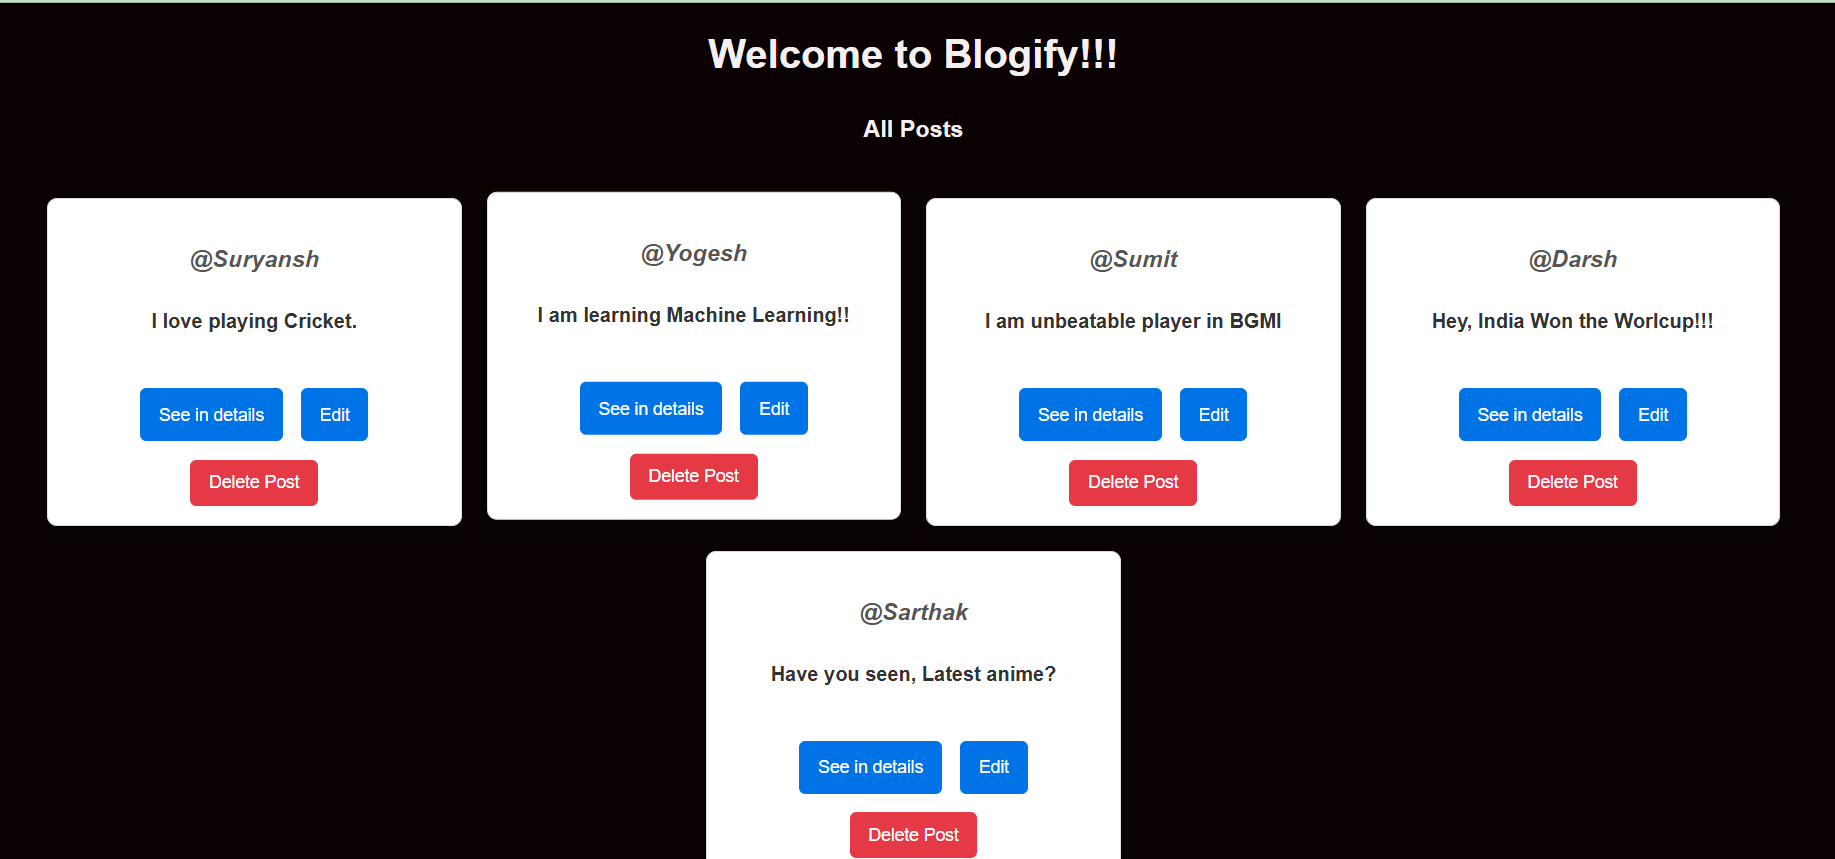 Welcome to Blogify!!!
All Posts
@Suryansh
I love playing Cricket.
See in details
Edit
Delete Post
@Yogesh
I am learning Machine Learning!!
See in details
Edit
Delete Post
@Sumit
I am unbeatable player in BGMI
See in details
Edit
Delete Post
@Darsh
Hey, India Won the Worlcup!!!
See in details
Edit
Delete Post
@Sarthak
Have you seen, Latest anime?
See in details
Edit
Delete Post